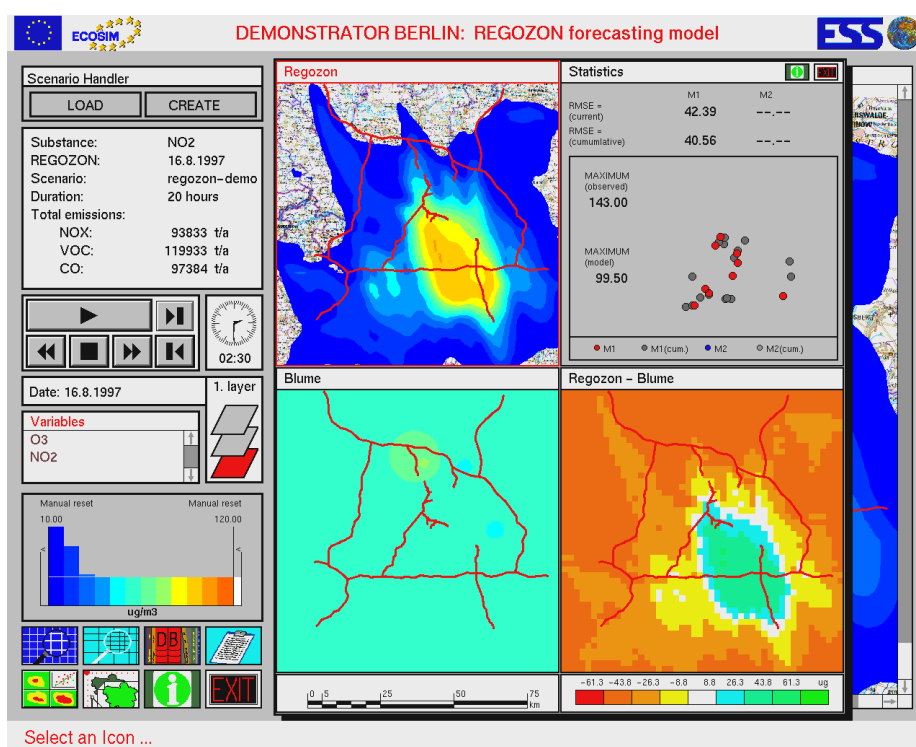 ECOSIM
DEMONSTRATOR BERLIN: REGOZON forecasting model
ESS
Scenario Handler
LOAD
CREATE
Substance: NO2
REGOZON: 16.8.1997
Scenario: regozon-demo
Duration: 20 hours
Total emissions:
NOX: 93833 t/a
VOC: 119933 t/a
CO: 97384 t/a
02:30
Date: 16.8.1997
1. layer
Variables
O3
NO2
Manual reset
Manual reset
10.00
120.00
ug/m3
DB
EXIT
Select an Icon ...
Regozon
Statistics
EXIT
M1
M2
RMSE =
(current)
42.39
--.--
RMSE =
(cumumlative)
40.56
--.--
MAXIMUM
(observed)
143.00
MAXIMUM
(model)
99.50
M1
M1(cum.)
M2
M2(cum.)
Blume
Regozon - Blume
0 5 25 50 75
km
-61.3 -43.8 -26.3 -8.8 8.8 26.3 43.8 61.3 ug